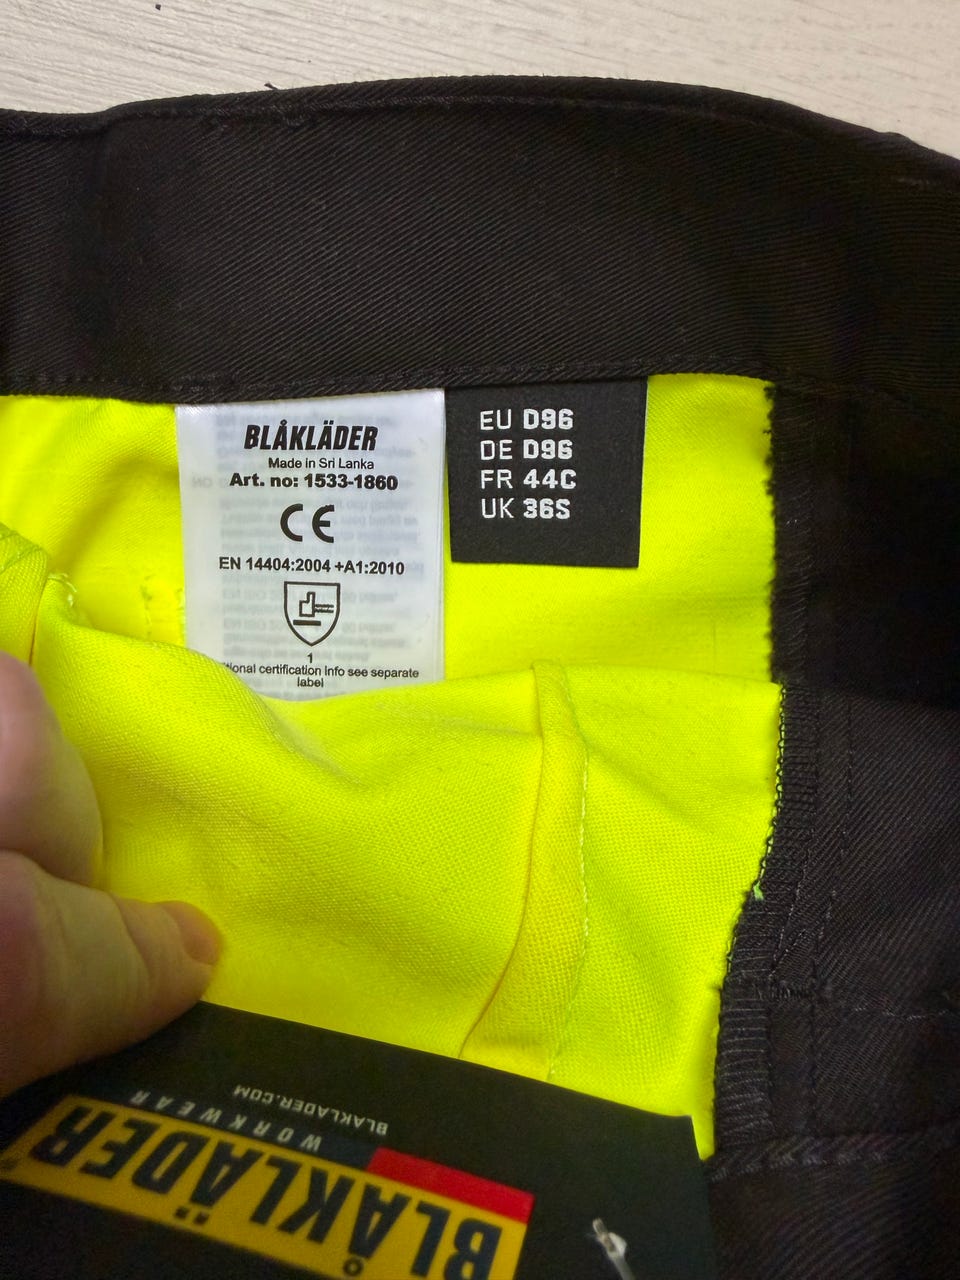 BLÅKLÄDER
Made in Sri Lanka
Art. no: 1533-1860
CE
EN 14404:2004 +A1:2010
1
tional certification info see separate
label
EU D96
DE D96
FR 44C
UK 36S
BLAKLADER.COM
WORKWEAR
BLÅKLÄDER